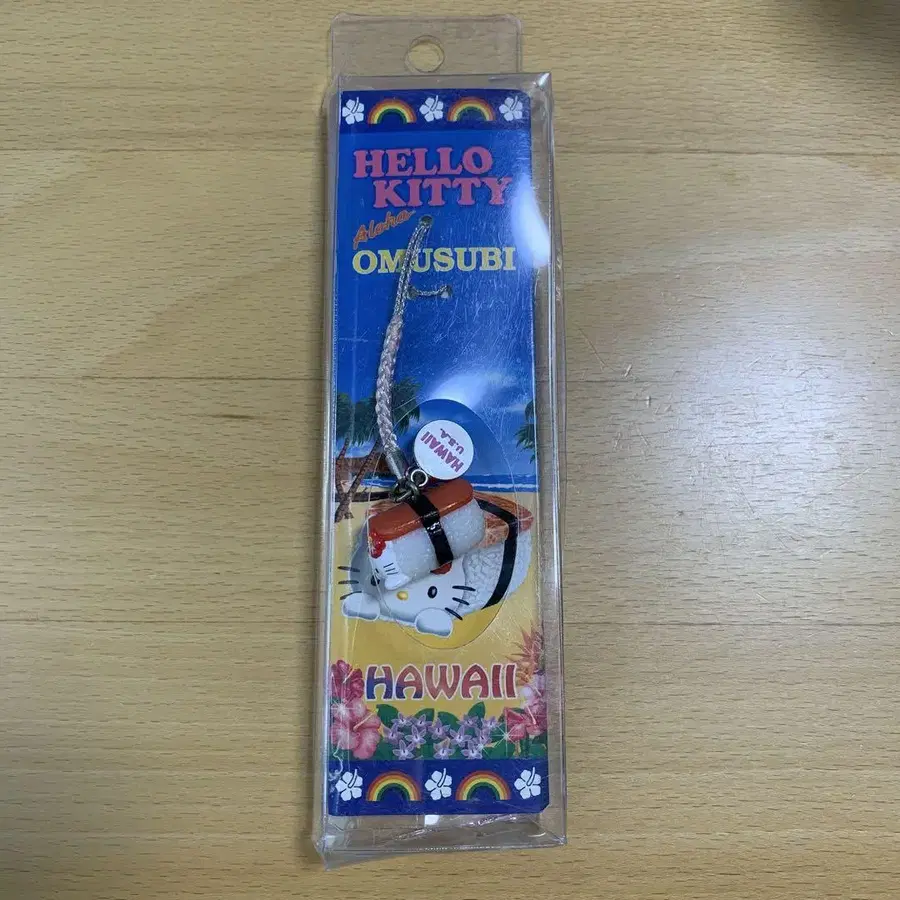 HELLO
KITTY
Aloha
OMUSUBI
HAWAII
U.S.A.
HAWAII